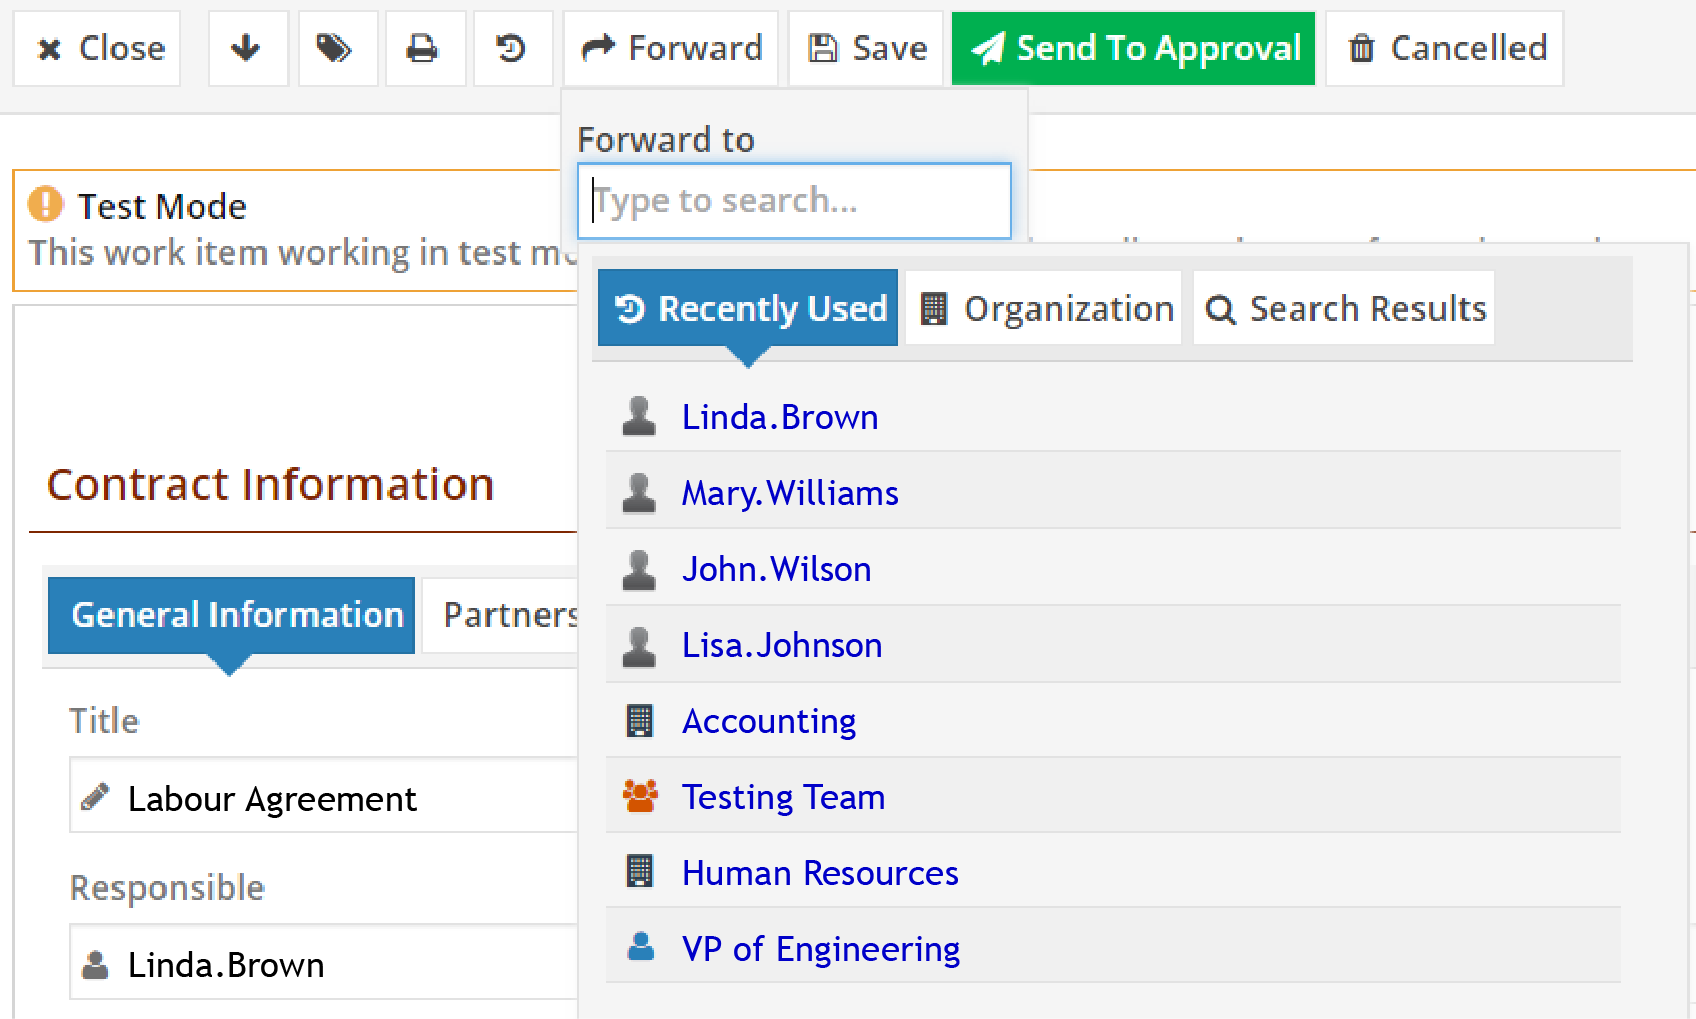 Close Forward Save Send To Approval Cancelled
Forward to
Type to search...
Test Mode
This work item working in test
Recently Used Organization Search Results
Linda.Brown
Mary.Williams
John.Wilson
Lisa.Johnson
Accounting
Testing Team
Human Resources
VP of Engineering
Contract Information
General Information Partners
Title
Labour Agreement
Responsible
Linda.Brown